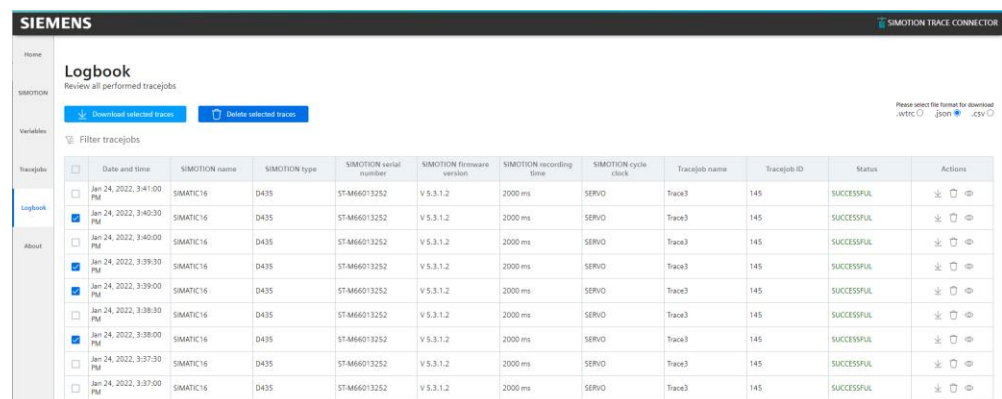 SIEMENS
SIMOTION TRACE CONNECTOR
Home
SIMOTION
Variables
Tracejobs
Logbook
About
Logbook
Review all performed tracejobs
Download selected traces
Delete selected traces
Please select file format for download
.wtrc .json .csv
Filter tracejobs
Date and time SIMOTION name SIMOTION type SIMOTION serial number SIMOTION firmware version SIMOTION recording time SIMOTION cycle clock Tracejob name Tracejob ID Status Actions
Jan 24, 2022, 3:41:00 PM SIMATIC16 D435 ST-M66013252 V 5.3.1.2 2000 ms SERVO Trace3 145 SUCCESSFUL
Jan 24, 2022, 3:40:30 PM SIMATIC16 D435 ST-M66013252 V 5.3.1.2 2000 ms SERVO Trace3 145 SUCCESSFUL
Jan 24, 2022, 3:40:00 PM SIMATIC16 D435 ST-M66013252 V 5.3.1.2 2000 ms SERVO Trace3 145 SUCCESSFUL
Jan 24, 2022, 3:39:30 PM SIMATIC16 D435 ST-M66013252 V 5.3.1.2 2000 ms SERVO Trace3 145 SUCCESSFUL
Jan 24, 2022, 3:39:00 PM SIMATIC16 D435 ST-M66013252 V 5.3.1.2 2000 ms SERVO Trace3 145 SUCCESSFUL
Jan 24, 2022, 3:38:30 PM SIMATIC16 D435 ST-M66013252 V 5.3.1.2 2000 ms SERVO Trace3 145 SUCCESSFUL
Jan 24, 2022, 3:38:00 PM SIMATIC16 D435 ST-M66013252 V 5.3.1.2 2000 ms SERVO Trace3 145 SUCCESSFUL
Jan 24, 2022, 3:37:30 PM SIMATIC16 D435 ST-M66013252 V 5.3.1.2 2000 ms SERVO Trace3 145 SUCCESSFUL
Jan 24, 2022, 3:37:00 PM SIMATIC16 D435 ST-M66013252 V 5.3.1.2 2000 ms SERVO Trace3 145 SUCCESSFUL